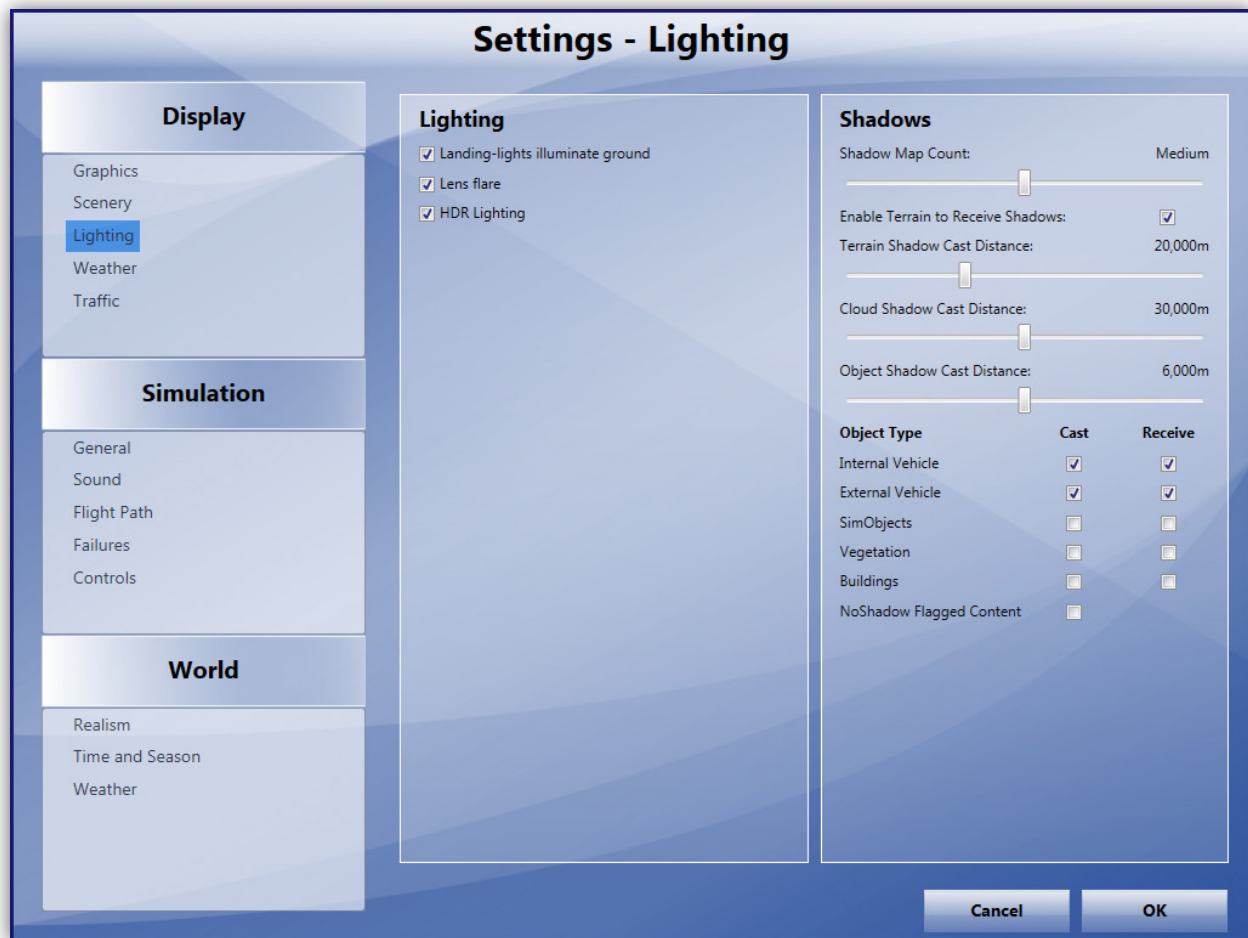 Settings - Lighting
Display
Graphics
Scenery
Lighting
Weather
Traffic
Simulation
General
Sound
Flight Path
Failures
Controls
World
Realism
Time and Season
Weather
Lighting
Landing-lights illuminate ground
Lens flare
HDR Lighting
Shadows
Shadow Map Count: Medium
Enable Terrain to Receive Shadows:
Terrain Shadow Cast Distance: 20,000m
Cloud Shadow Cast Distance: 30,000m
Object Shadow Cast Distance: 6,000m
Object Type Cast Receive
Internal Vehicle
External Vehicle
SimObjects
Vegetation
Buildings
NoShadow Flagged Content
Cancel OK